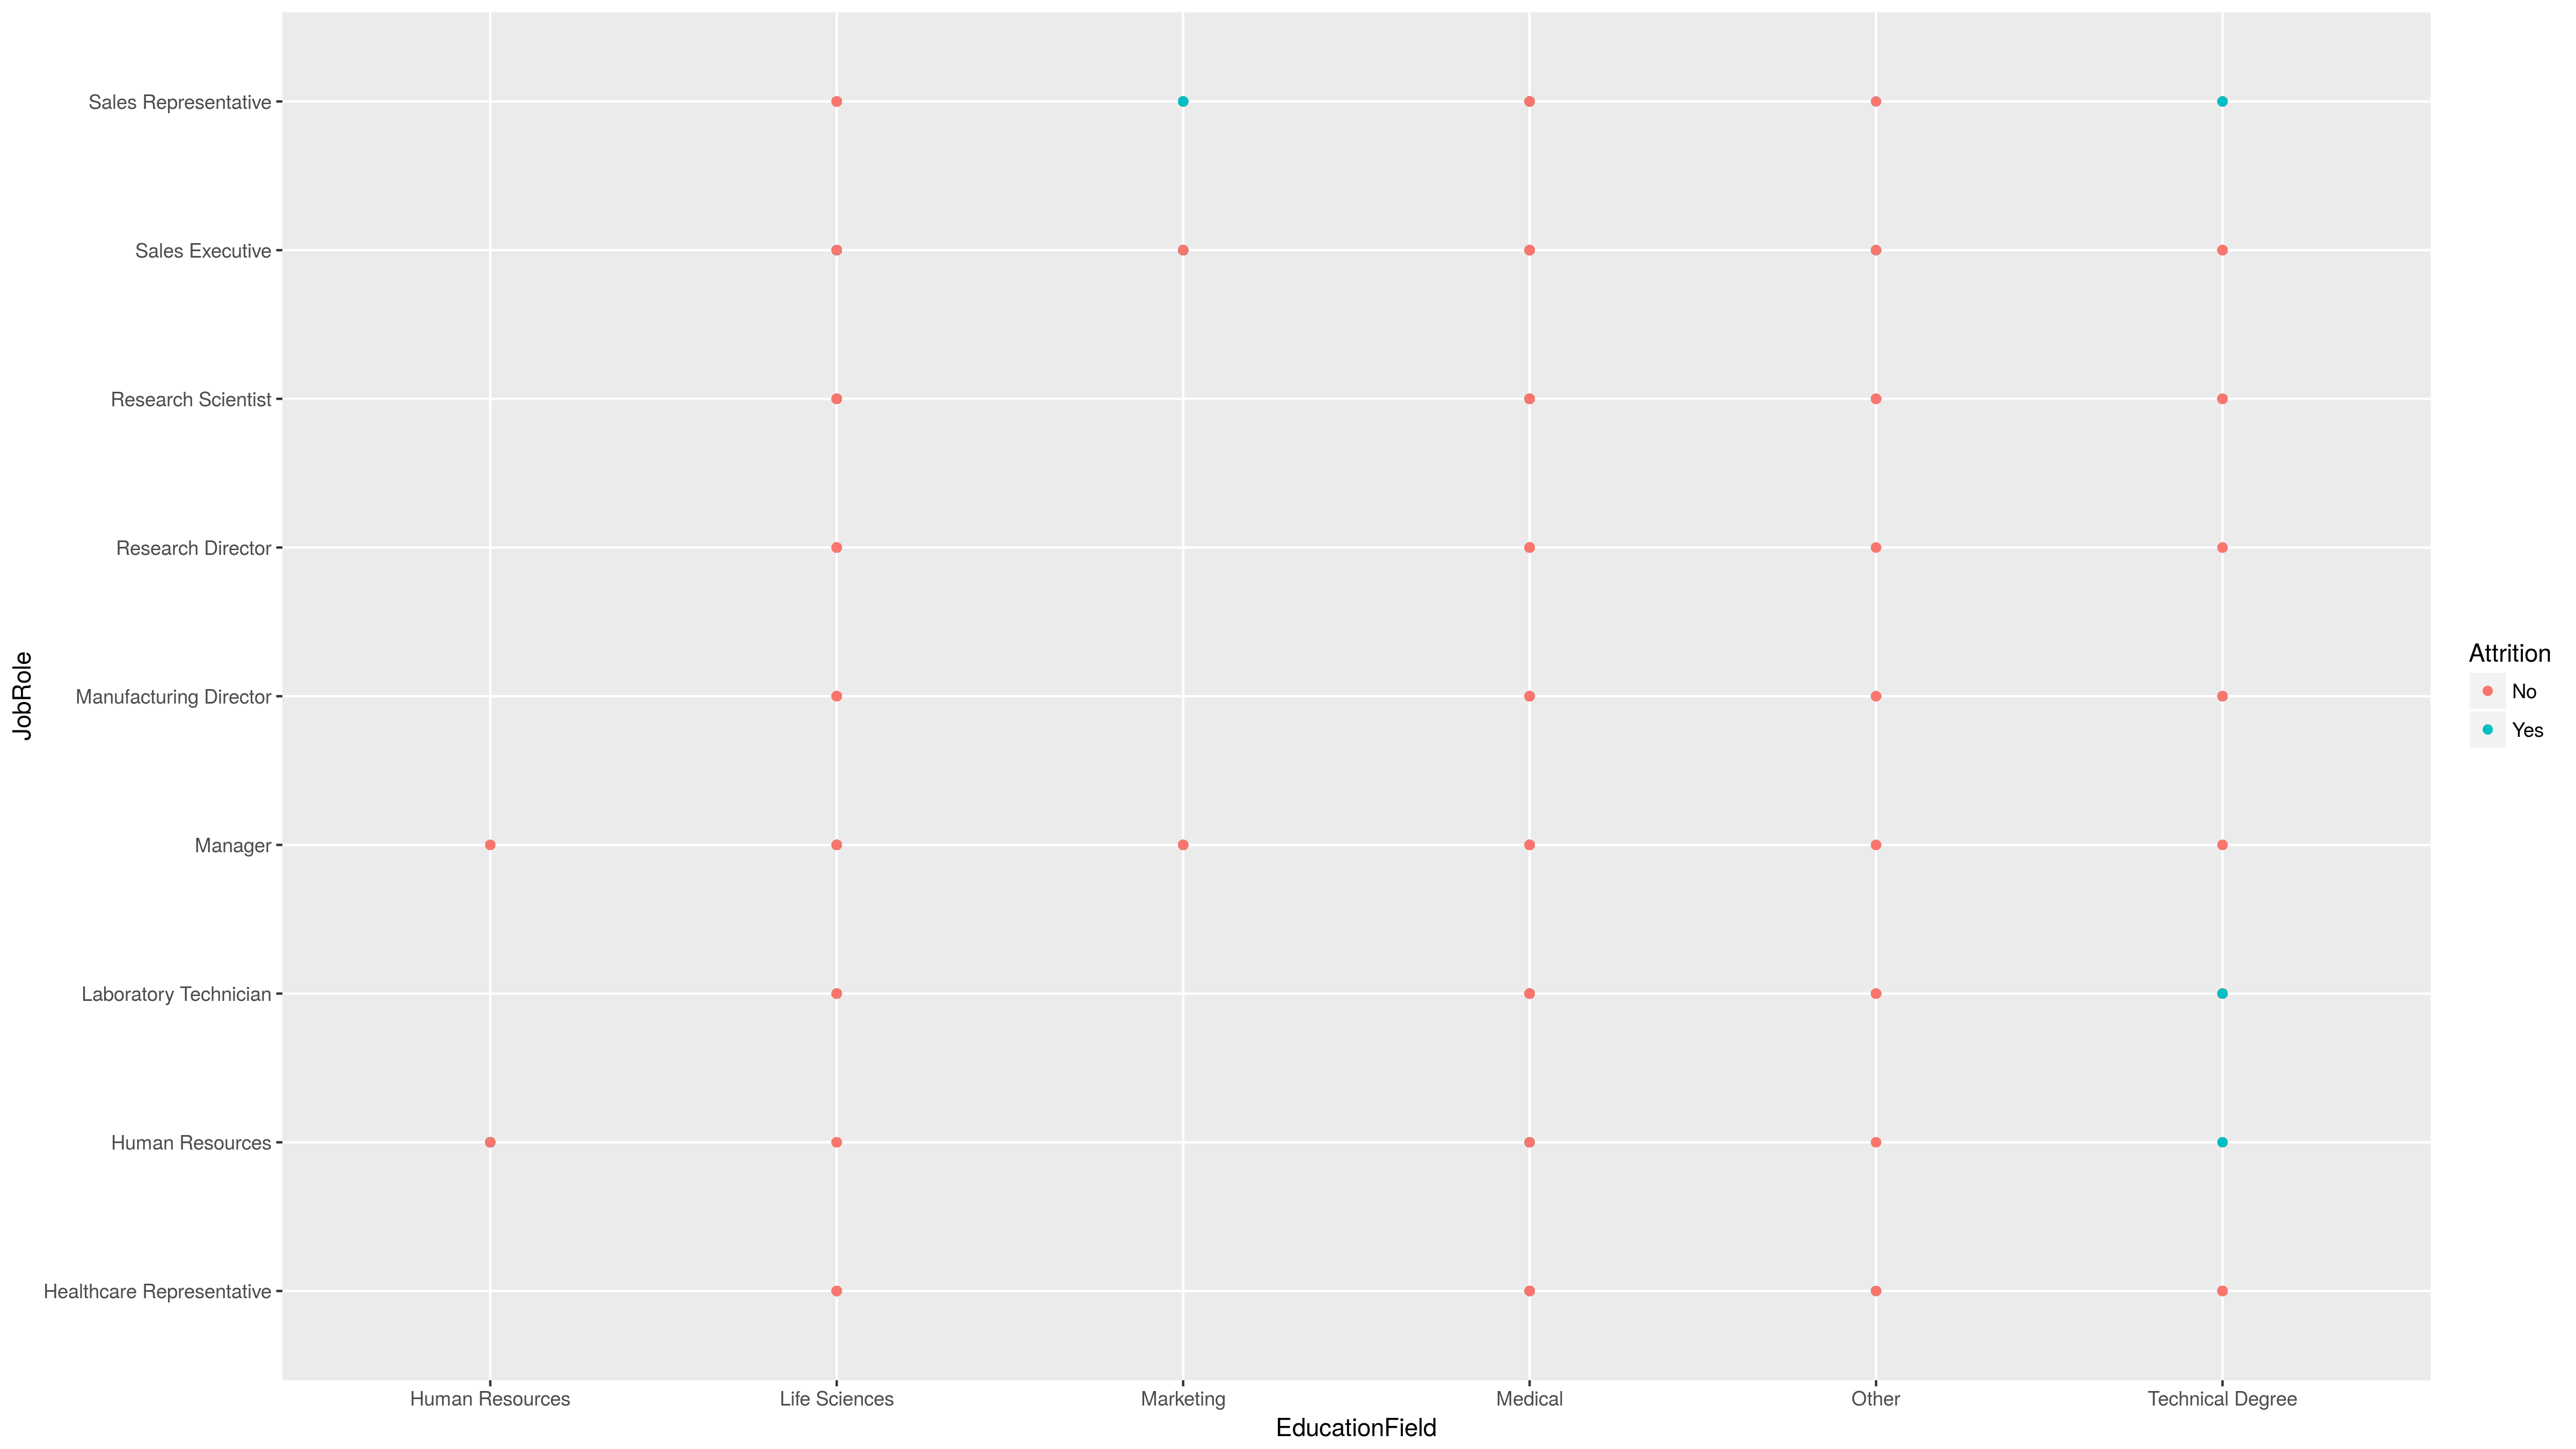 Sales Representative
Sales Executive
Research Scientist
Research Director
Manufacturing Director
Manager
Laboratory Technician
Human Resources
Healthcare Representative
JobRole
Human Resources
Life Sciences
Marketing
Medical
Other
Technical Degree
EducationField
Attrition
No
Yes